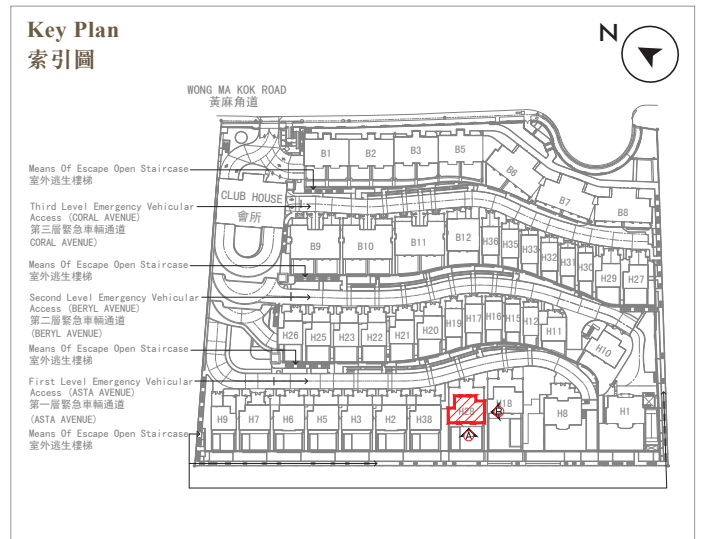 Key Plan
索引圖
N
WONG MA KOK ROAD
黃麻角道
Means Of Escape Open Staircase
室外逃生樓梯
Third Level Emergency Vehicular
Access (CORAL AVENUE)
第三層緊急車輛通道
CORAL AVENUE)
Means Of Escape Open Staircase
室外逃生樓梯
Second Level Emergency Vehicular
Access (BERYL AVENUE)
第二層緊急車輛通道
(BERYL AVENUE)
Means Of Escape Open Staircase
室外逃生樓梯
First Level Emergency Vehicular
Access (ASTA AVENUE)
第一層緊急車輛通道
(ASTA AVENUE)
Means Of Escape Open Staircase
室外逃生樓梯
CLUB HOUSE
會所
B1 B2 B3 B5
B6 B7 B8
B9 B10 B11 B12 H36 H35 H33 H32 H31 H30 H29 H27
H26 H25 H23 H22 H21 H20 H19 H17 H16 H15 H12 H11 H10
H9 H7 H6 H5 H3 H2 H38 H28 H18 H8 H1
A
B